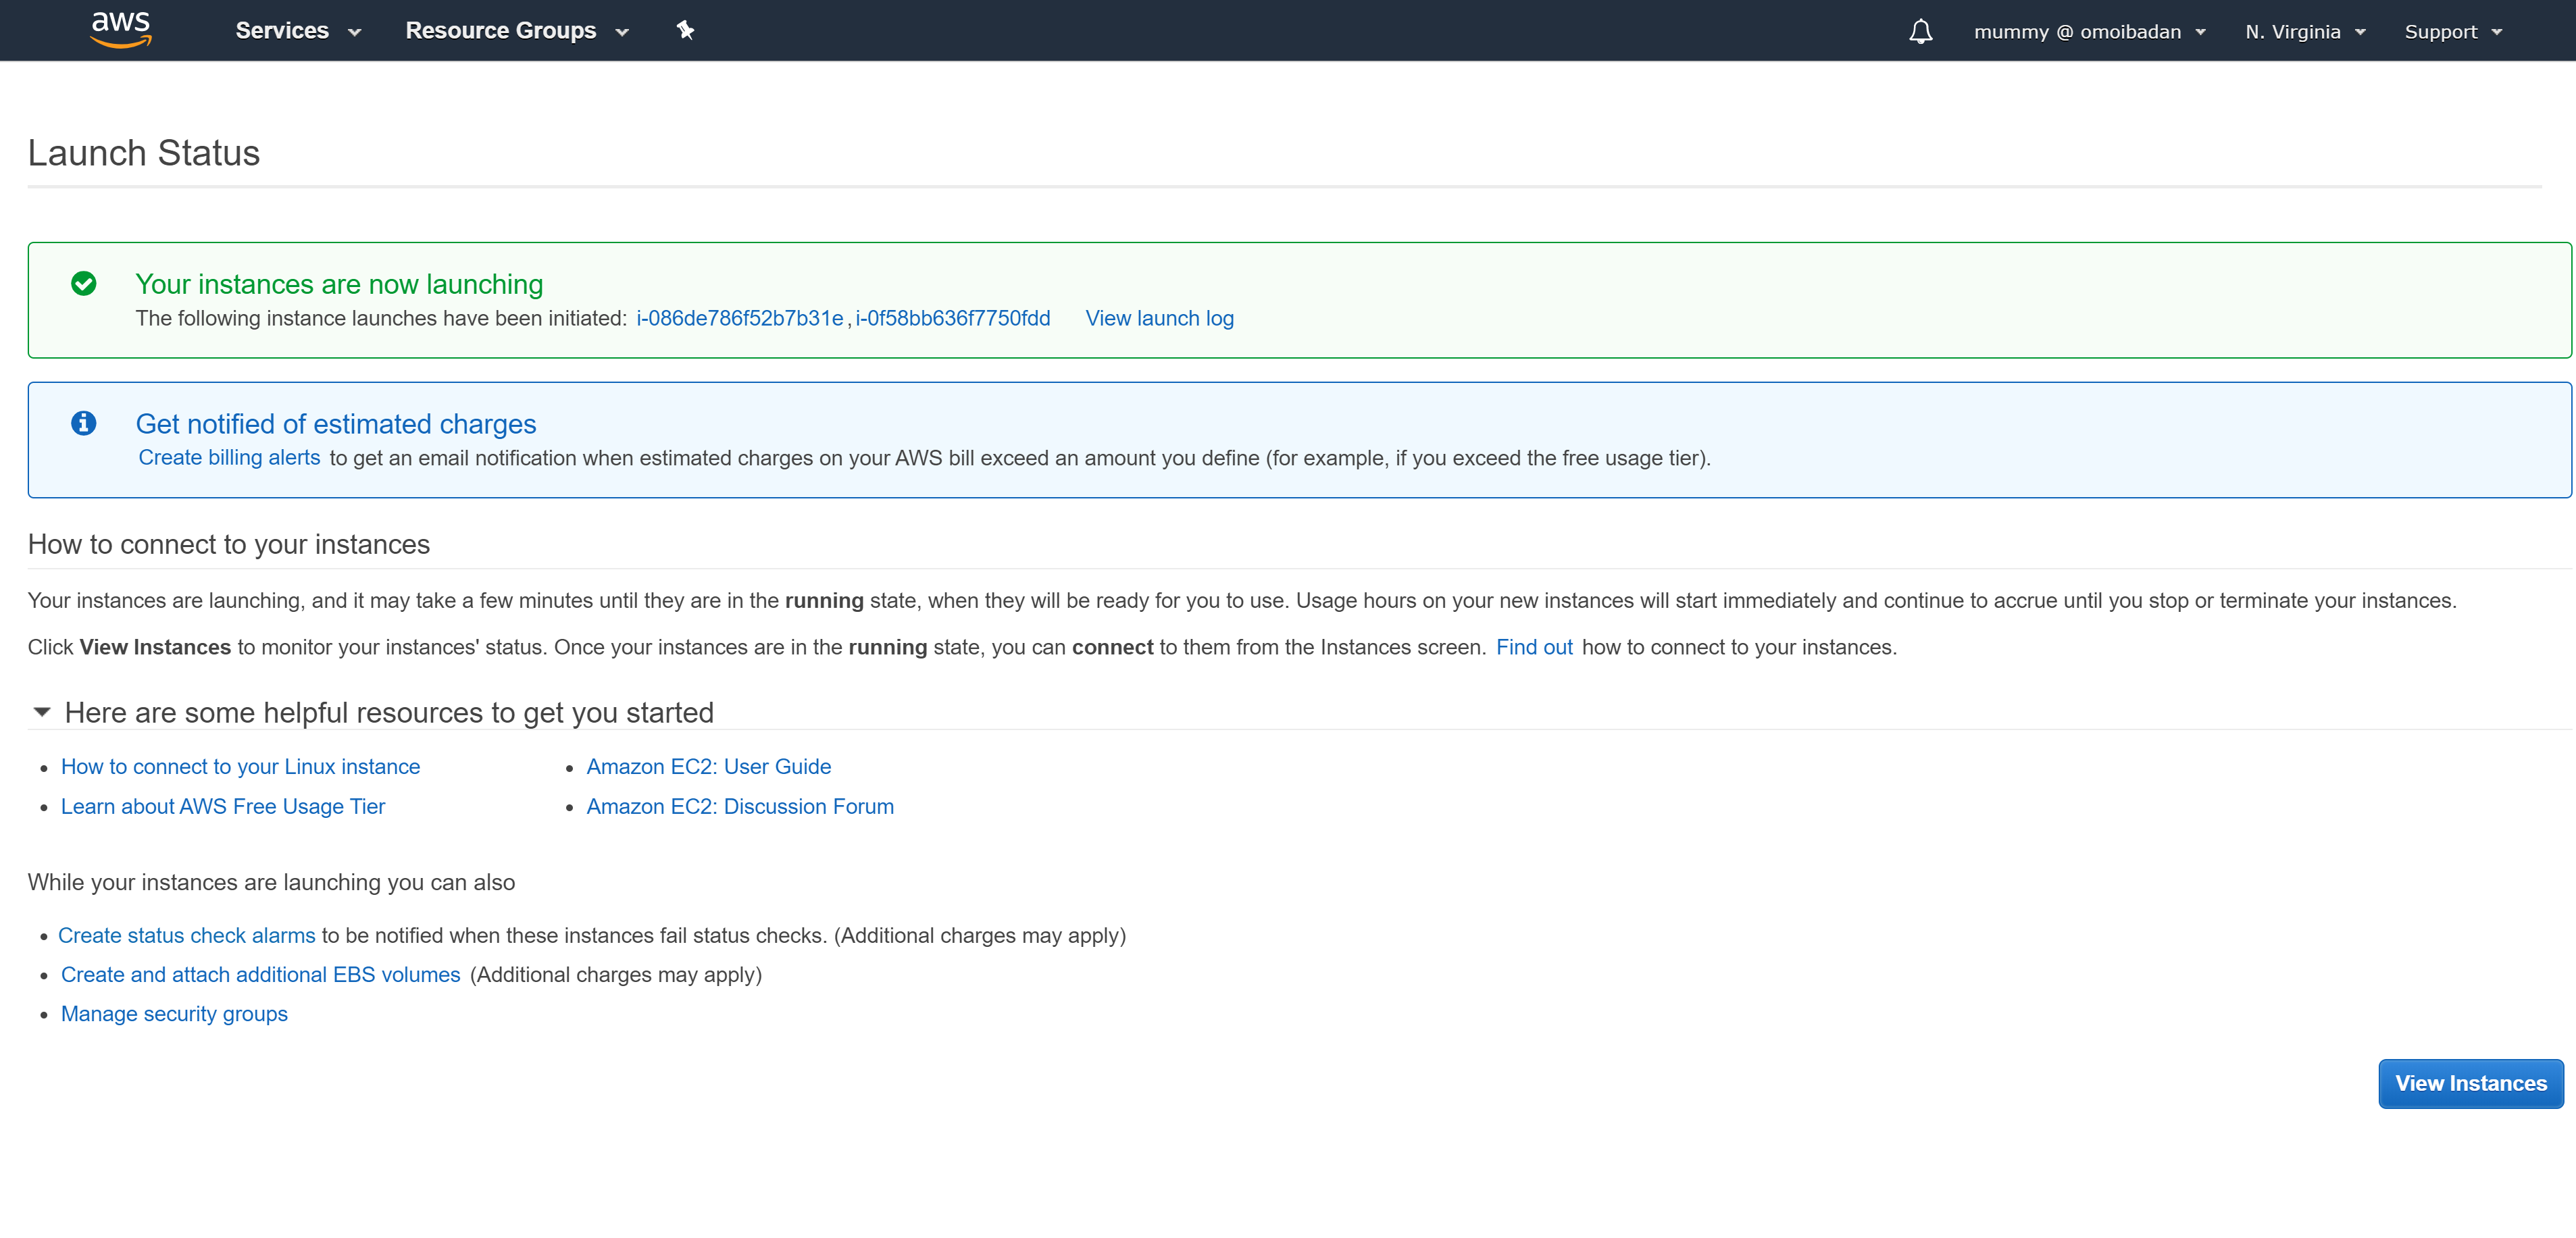 aws Services Resource Groups mummy @ omoibadan N. Virginia Support
Launch Status
Your instances are now launching
The following instance launches have been initiated: i-086de786f52b7b31e , i-0f58bb636f7750fdd View launch log
Get notified of estimated charges
Create billing alerts to get an email notification when estimated charges on your AWS bill exceed an amount you define (for example, if you exceed the free usage tier).
How to connect to your instances
Your instances are launching, and it may take a few minutes until they are in the running state, when they will be ready for you to use. Usage hours on your new instances will start immediately and continue to accrue until you stop or terminate your instances.
Click View Instances to monitor your instances' status. Once your instances are in the running state, you can connect to them from the Instances screen. Find out how to connect to your instances.
Here are some helpful resources to get you started
How to connect to your Linux instance
Learn about AWS Free Usage Tier
Amazon EC2: User Guide
Amazon EC2: Discussion Forum
While your instances are launching you can also
Create status check alarms to be notified when these instances fail status checks. (Additional charges may apply)
Create and attach additional EBS volumes (Additional charges may apply)
Manage security groups
View Instances